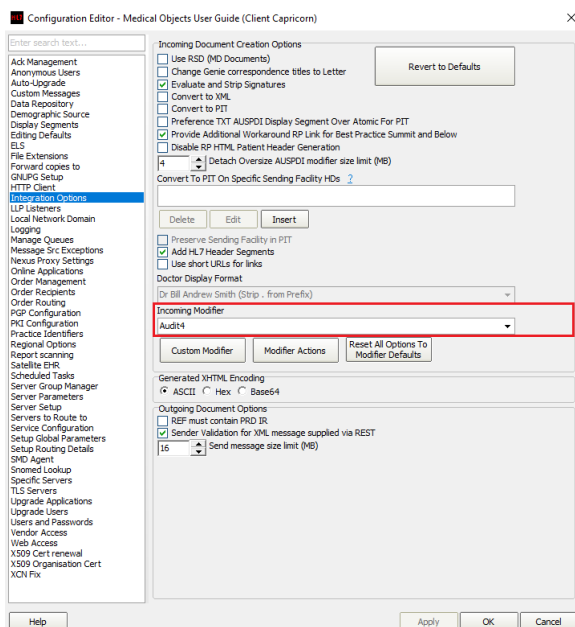 HL7 Configuration Editor - Medical Objects User Guide (Client Capricorn)
Enter search text...
Ack Management
Anonymous Users
Auto-Upgrade
Custom Messages
Data Repository
Demographic Source
Display Segments
Editing Defaults
ELS
File Extensions
Forward copies to
GNUPG Setup
HTTP Client
Integration Options
LLP Listeners
Local Network Domain
Logging
Manage Queues
Message Src Exceptions
Nexus Proxy Settings
Online Applications
Order Management
Order Recipients
Order Routing
PGP Configuration
PKI Configuration
Practice Identifiers
Regional Options
Report scanning
Satellite EHR
Scheduled Tasks
Server Group Manager
Server Parameters
Server Setup
Servers to Route to
Service Configuration
Setup Global Parameters
Setup Routing Details
SMD Agent
Snomed Lookup
Specific Servers
TLS Servers
Upgrade Applications
Upgrade Users
Users and Passwords
Vendor Access
Web Access
X509 Cert renewal
X509 Organisation Cert
XCN Fix
Incoming Document Creation Options
Use RSD (MD Documents)
Change Genie correspondence titles to Letter
Revert to Defaults
Evaluate and Strip Signatures
Convert to XML
Convert to PIT
Preference TXT AUSPDI Display Segment Over Atomic For PIT
Provide Additional Workaround RP Link for Best Practice Summit and Below
Disable RP HTML Patient Header Generation
4 Detach Oversize AUSPDI modifier size limit (MB)
Convert To PIT On Specific Sending Facility HDs ?
Delete Edit Insert
Preserve Sending Facility in PIT
Add HL7 Header Segments
Use short URLs for links
Doctor Display Format
Dr Bill Andrew Smith (Strip . from Prefix)
Incoming Modifier
Audit4
Custom Modifier Modifier Actions Reset All Options To
Modifier Defaults
Generated XHTML Encoding
ASCII Hex Base64
Outgoing Document Options
REF must contain PRD IR
Sender Validation for XML message supplied via REST
16 Send message size limit (MB)
Help Apply OK Cancel